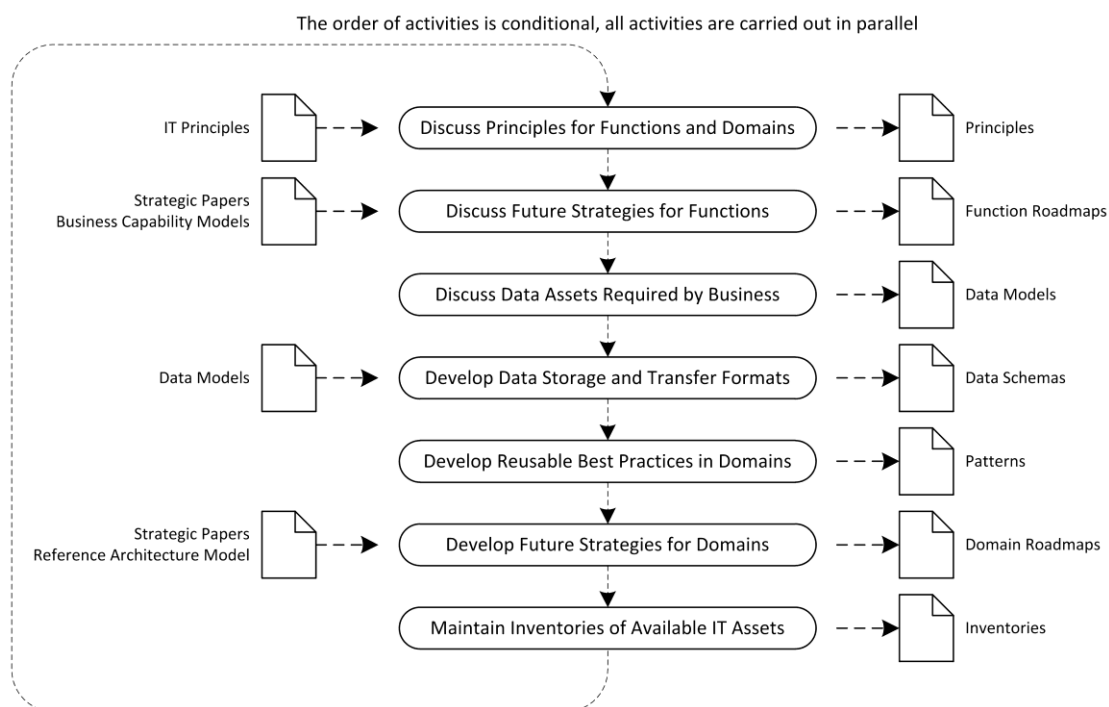 The order of activities is conditional, all activities are carried out in parallel
IT Principles
Discuss Principles for Functions and Domains
Principles
Strategic Papers
Business Capability Models
Discuss Future Strategies for Functions
Function Roadmaps
Discuss Data Assets Required by Business
Data Models
Data Models
Develop Data Storage and Transfer Formats
Data Schemas
Develop Reusable Best Practices in Domains
Patterns
Strategic Papers
Reference Architecture Model
Develop Future Strategies for Domains
Domain Roadmaps
Maintain Inventories of Available IT Assets
Inventories